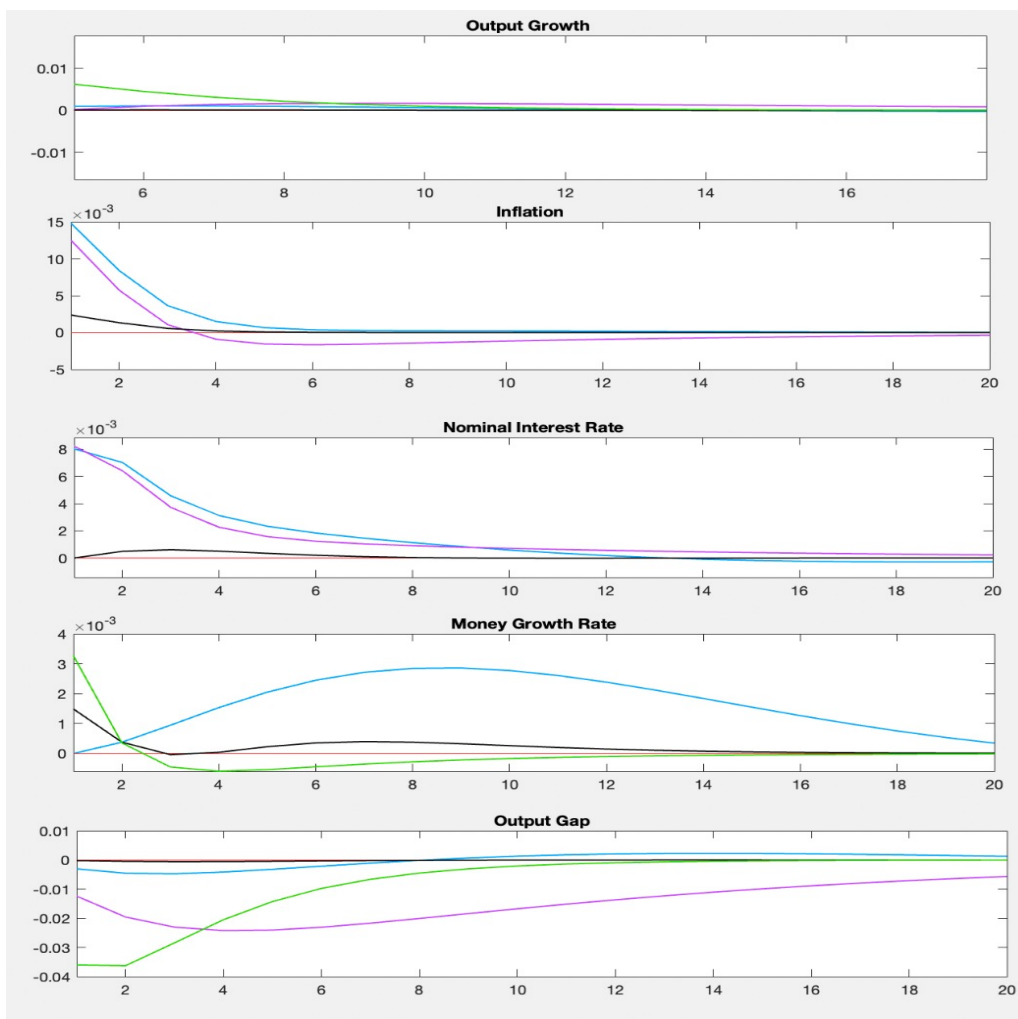 Output Growth
0.01
0
-0.01
6 8 10 12 14 16
×10⁻³ Inflation
15
10
5
0
-5
2 4 6 8 10 12 14 16 18 20
×10⁻³ Nominal Interest Rate
8
6
4
2
0
2 4 6 8 10 12 14 16 18 20
×10⁻³ Money Growth Rate
4
3
2
1
0
2 4 6 8 10 12 14 16 18 20
Output Gap
0.01
0
-0.01
-0.02
-0.03
-0.04
2 4 6 8 10 12 14 16 18 20